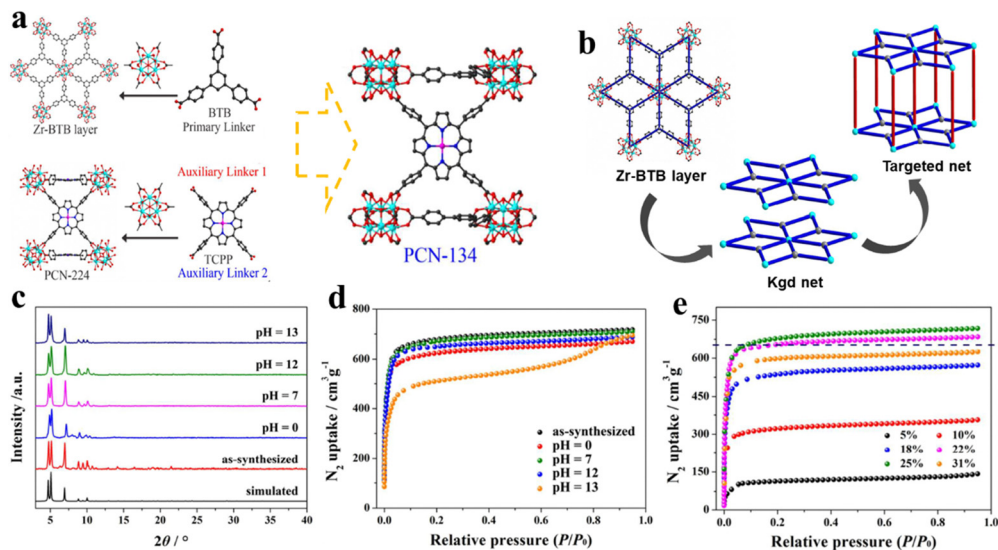 a
Zr-BTB layer
BTB
Primary Linker
Auxiliary Linker 1
PCN-224
TCPP
Auxiliary Linker 2
PCN-134
b
Zr-BTB layer
Targeted net
Kgd net
c
Intensity /a.u.
pH = 13
pH = 12
pH = 7
pH = 0
as-synthesized
simulated
5 10 15 20 25 30 35 40
2θ / °
d
N₂ uptake / cm³g⁻¹
800
600
400
200
0
as-synthesized
pH = 0
pH = 7
pH = 12
pH = 13
0.0 0.2 0.4 0.6 0.8 1.0
Relative pressure (P/P₀)
e
N₂ uptake / cm³g⁻¹
750
600
450
300
150
0
5% 10%
18% 22%
25% 31%
0.0 0.2 0.4 0.6 0.8 1.0
Relative pressure (P/P₀)